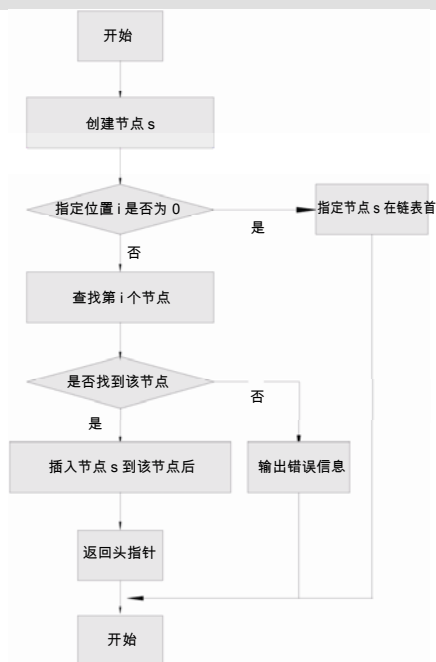 开始
创建节点 s
指定位置 i 是否为 0
是
指定节点 s 在链表首
否
查找第 i 个节点
是否找到该节点
否
是
插入节点 s 到该节点后
输出错误信息
返回头指针
开始